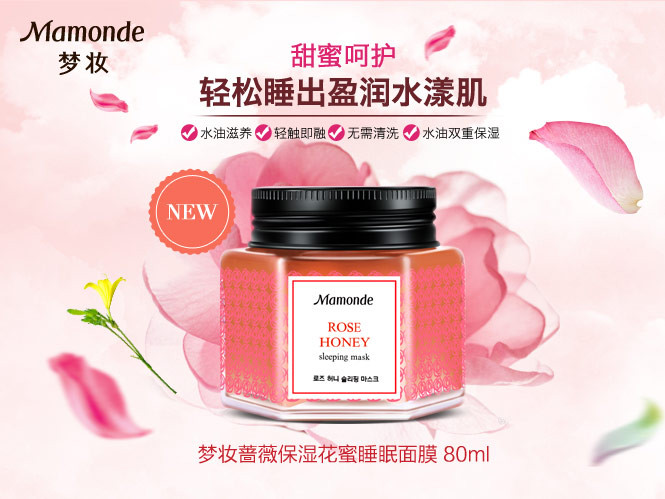 Mamonde
梦妆
甜蜜呵护
轻松睡出盈润水漾肌
水油滋养 轻触即融 无需清洗 水油双重保湿
NEW
Mamonde
ROSE
HONEY
sleeping mask
로즈 허니 슬리핑 마스크
梦妆蔷薇保湿花蜜睡眠面膜 80ml